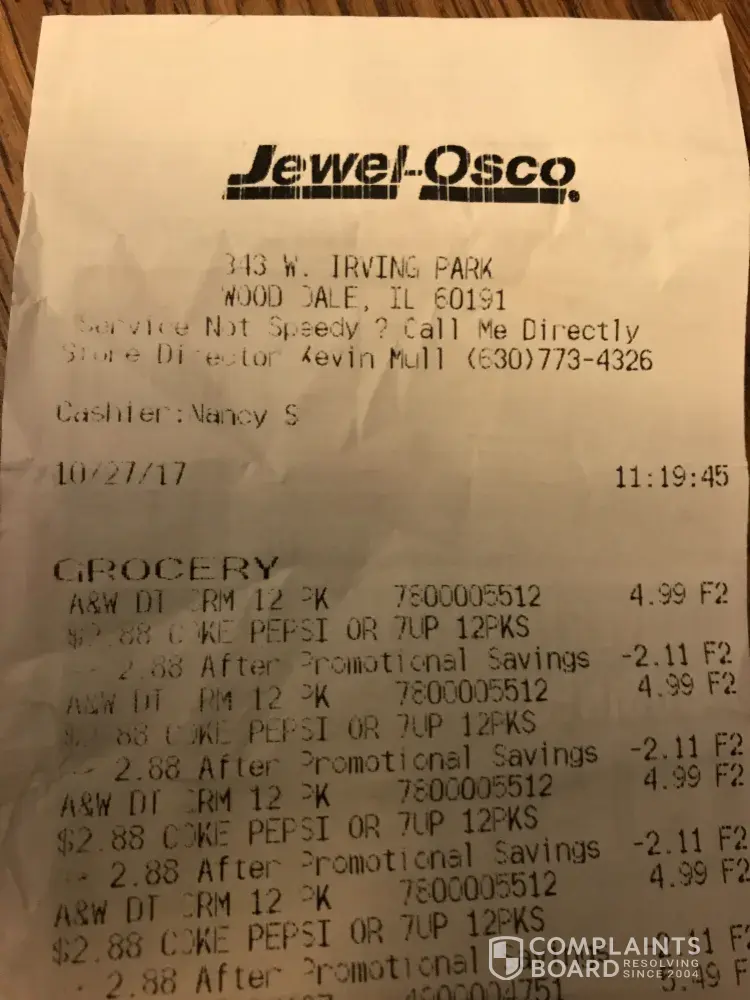 Jewel-Osco
343 W. IRVING PARK
WOOD DALE, IL 60191
Service Not Speedy ? Call Me Directly
Store Director Kevin Mull (630)773-4326
Cashier:Nancy S
10/27/17 11:19:45
GROCERY
A&W DT CRM 12 PK 7800005512 4.99 F2
$2.88 COKE PEPSI OR 7UP 12PKS
2.88 After Promotional Savings -2.11 F2
A&W DT CRM 12 PK 7800005512 4.99 F2
$2.88 COKE PEPSI OR 7UP 12PKS
2.88 After Promotional Savings -2.11 F2
A&W DT CRM 12 PK 7800005512 4.99 F2
$2.88 COKE PEPSI OR 7UP 12PKS
2.88 After Promotional Savings -2.11 F2
A&W DT CRM 12 PK 7800005512 4.99 F2
$2.88 COKE PEPSI OR 7UP 12PKS
2.88 After Promotional
COMPLAINTS BOARD
RESOLVING SINCE 2004